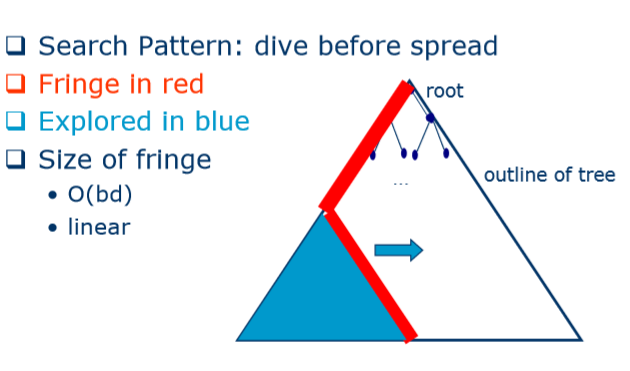 Search Pattern: dive before spread
Fringe in red
Explored in blue
Size of fringe
• O(bd)
• linear
root
...
outline of tree